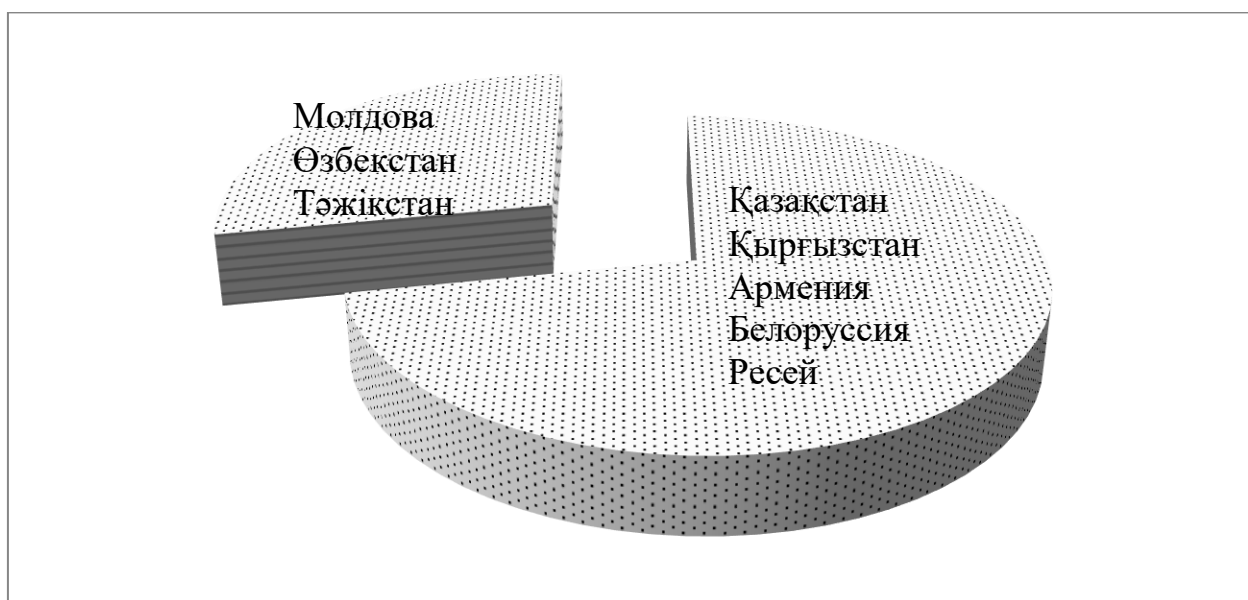 Молдова
Өзбекстан
Тәжікстан
Қазақстан
Қырғызстан
Армения
Белоруссия
Ресей